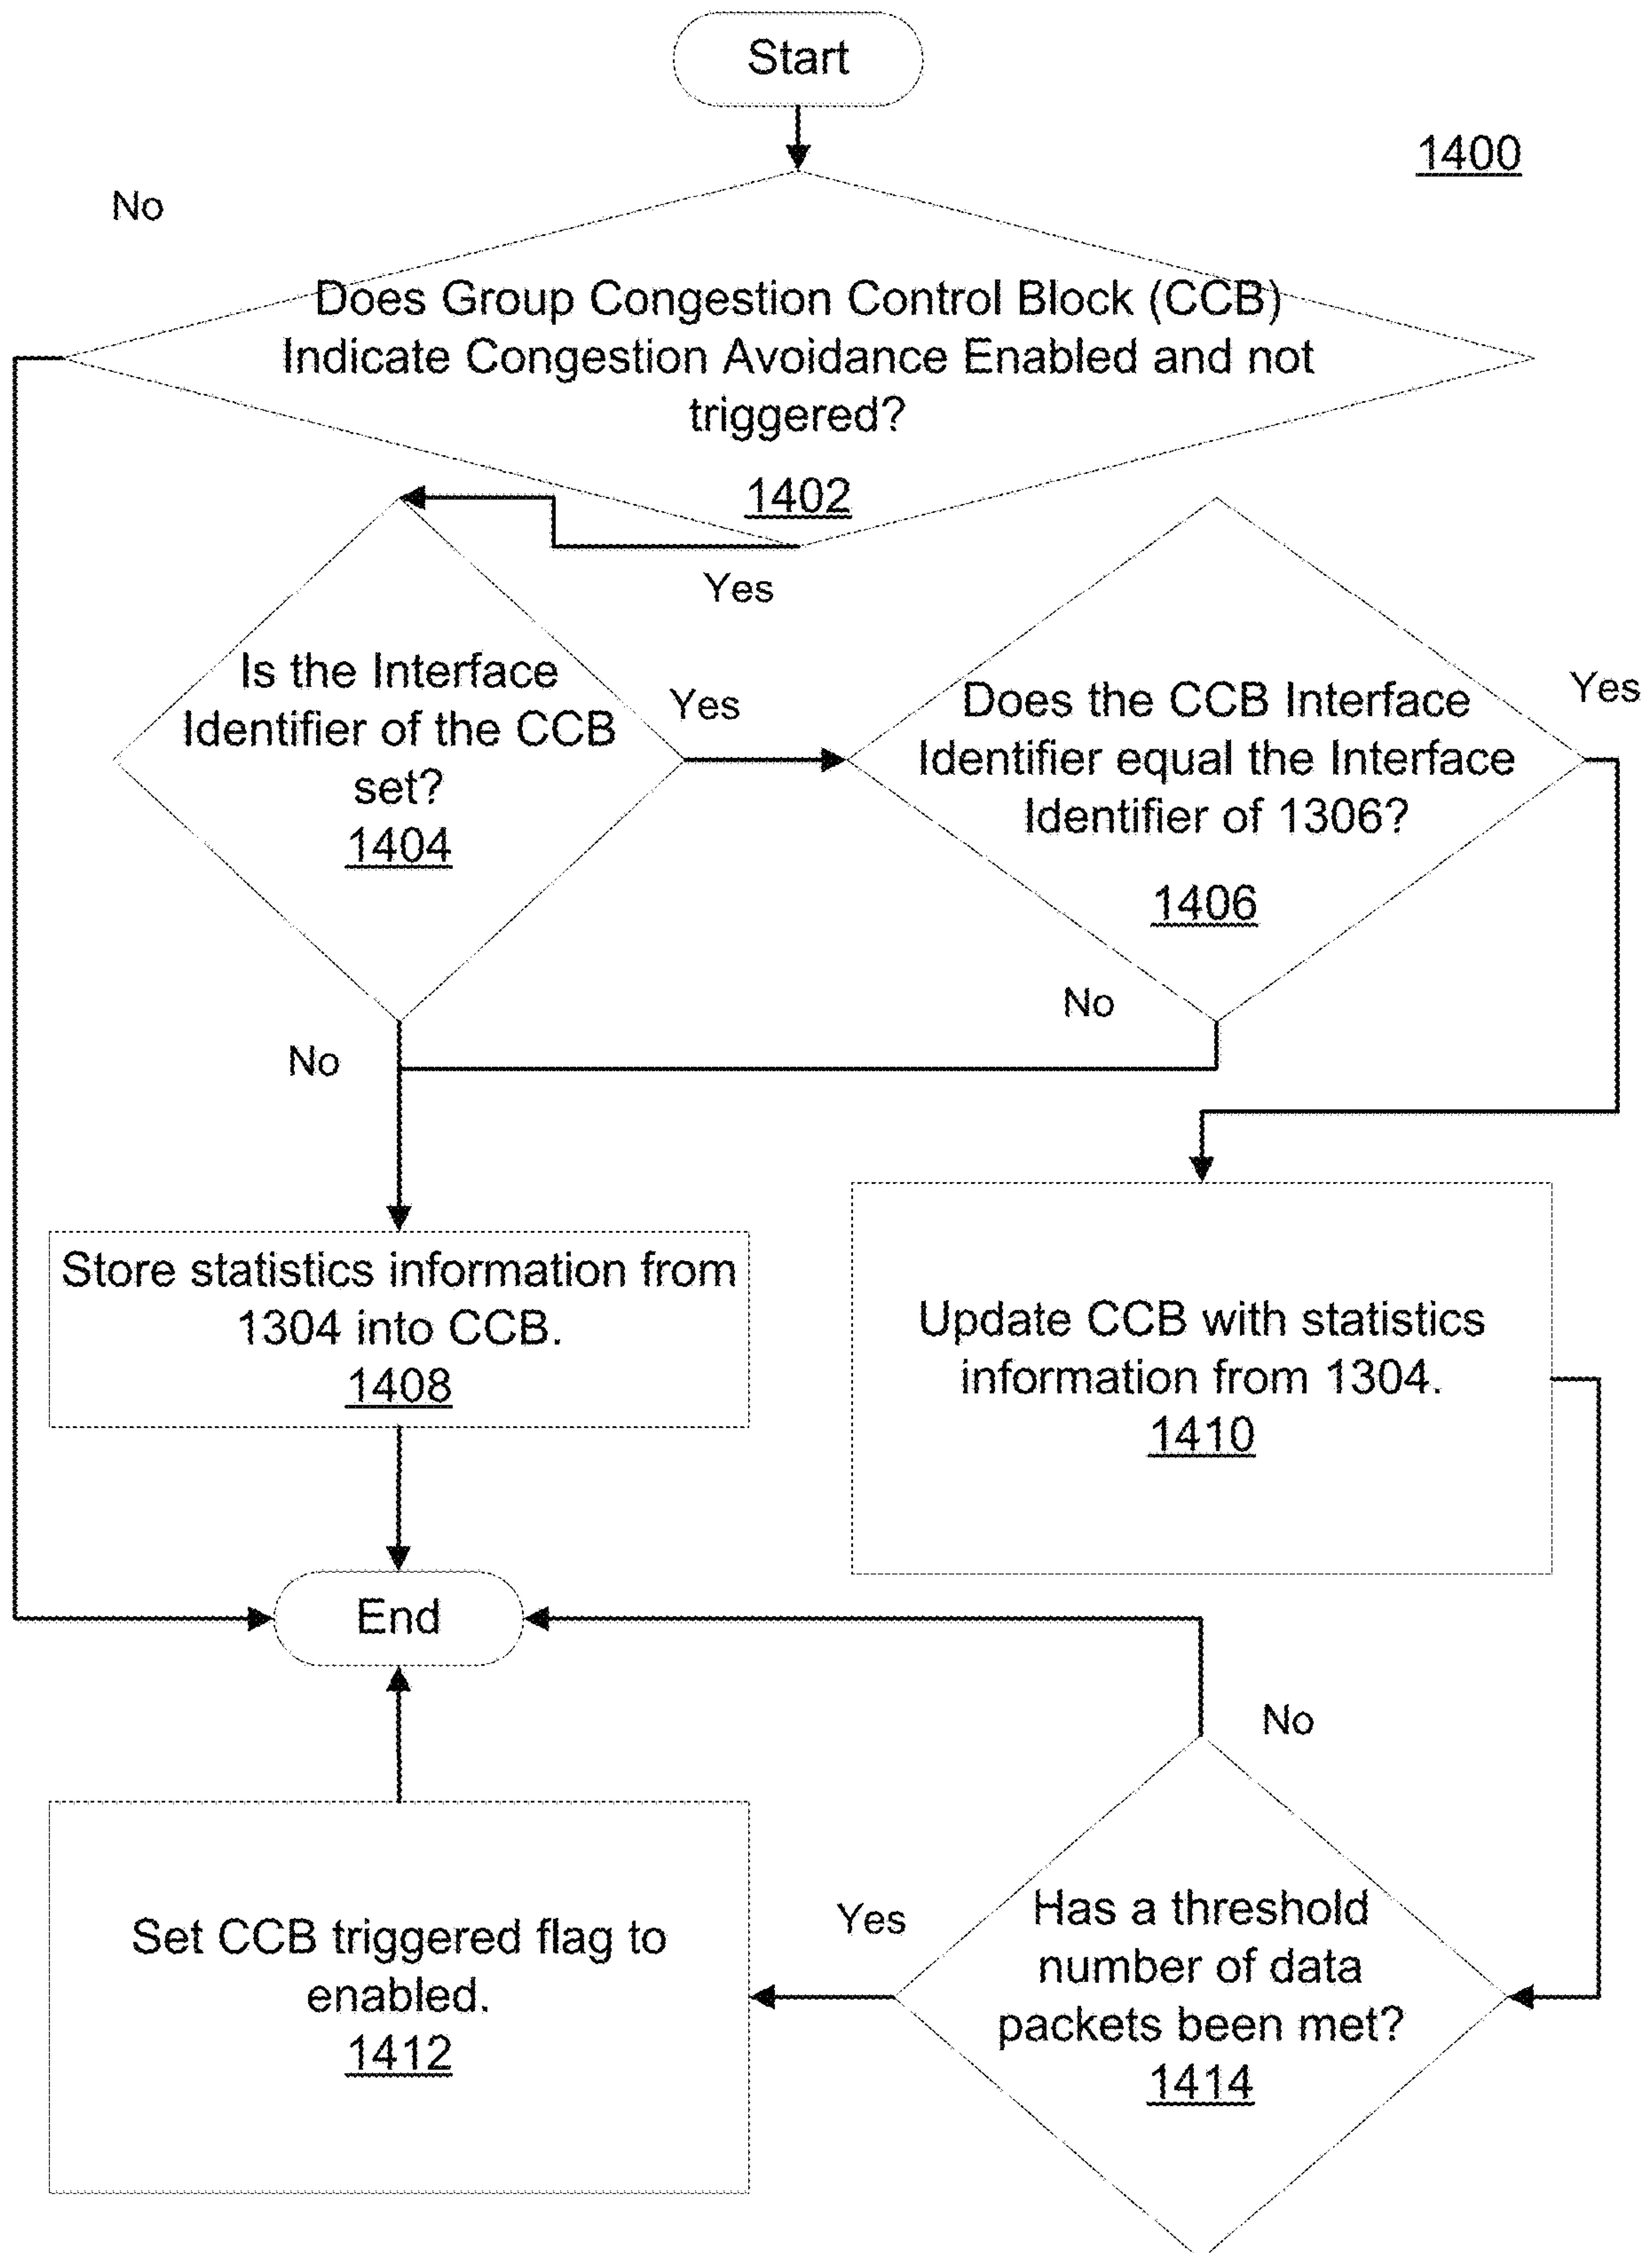 Start
1400
No
Does Group Congestion Control Block (CCB)
Indicate Congestion Avoidance Enabled and not
triggered?
1402
Yes
Is the Interface
Identifier of the CCB
set?
1404
Yes
Does the CCB Interface
Identifier equal the Interface
Identifier of 1306?
1406
Yes
No
No
Store statistics information from
1304 into CCB.
1408
Update CCB with statistics
information from 1304.
1410
End
No
Set CCB triggered flag to
enabled.
1412
Yes
Has a threshold
number of data
packets been met?
1414